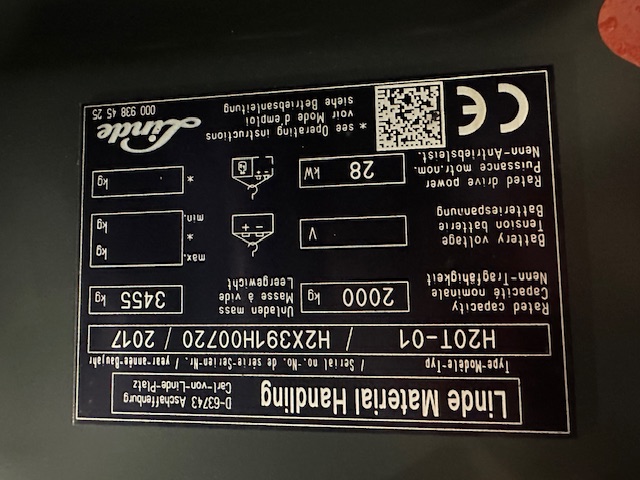 Linde Material Handling
D-63743 Aschaffenburg
Carl-von-Linde-Platz
Type-Modèle-Typ / Serial no.-No. de série-Serien-Nr. / year-année-Baujahr
H20T-01 / H2X391H00720 / 2017
Rated capacity
Capacité nominale
Nenn-Tragfähigkeit
2000 kg
Unladen mass
Masse à vide
Leergewicht
3455 kg
Battery voltage
Tension batterie
Batteriespannung
V
max.
*
min.
kg
kg
Rated drive power
Puissance motr.nom.
Nenn-Antriebsleist.
28 kW
* kg
CE
* see Operating instructions
voir Mode d'emploi
siehe Betriebsanleitung
Linde
000 938 45 25